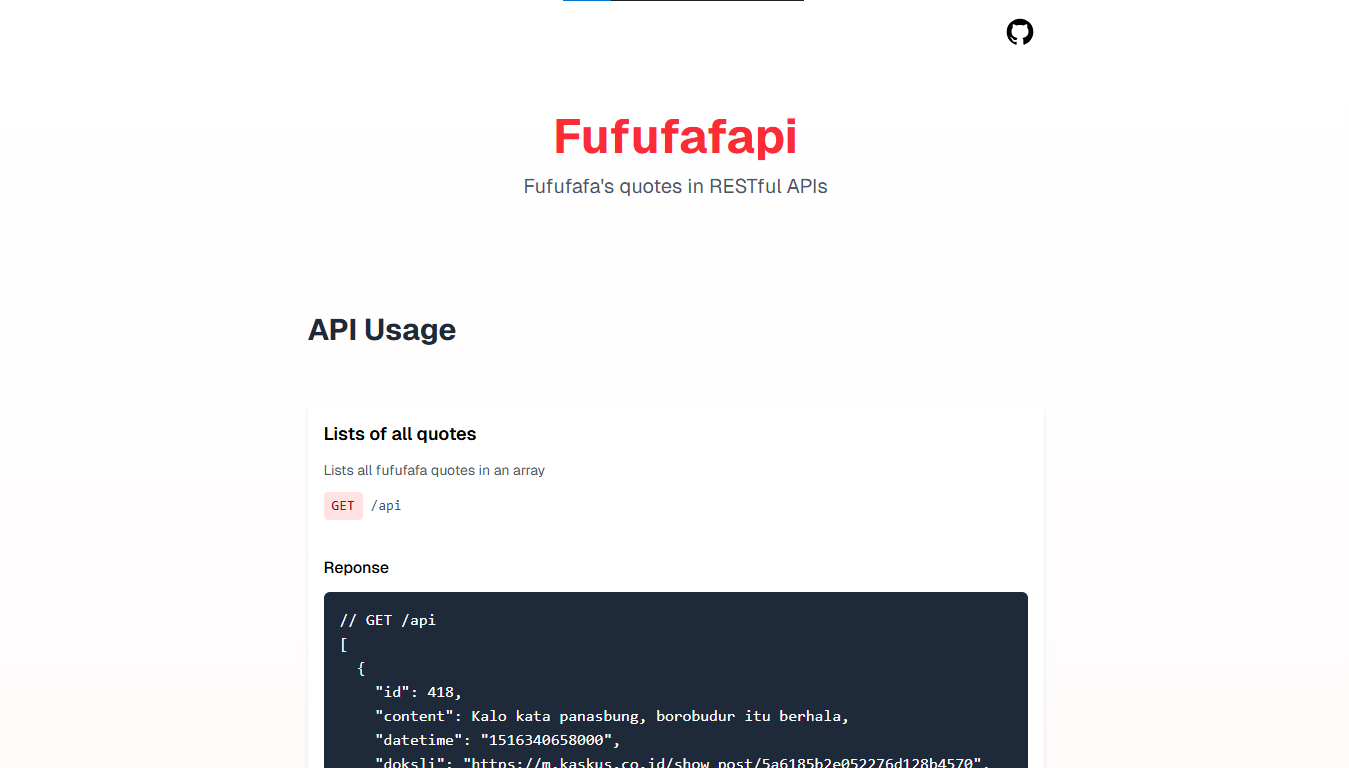 Fufufafapi
Fufufafa's quotes in RESTful APIs
API Usage
Lists of all quotes
Lists all fufufafa quotes in an array
GET /api
Reponse
// GET /api
[
{
"id": 418,
"content": Kalo kata panasbung, borobudur itu berhala,
"datetime": "1516340658000",
"doksli": "https://m.kaskus.co.id/show_post/5a6185b2e052276d128b4570",